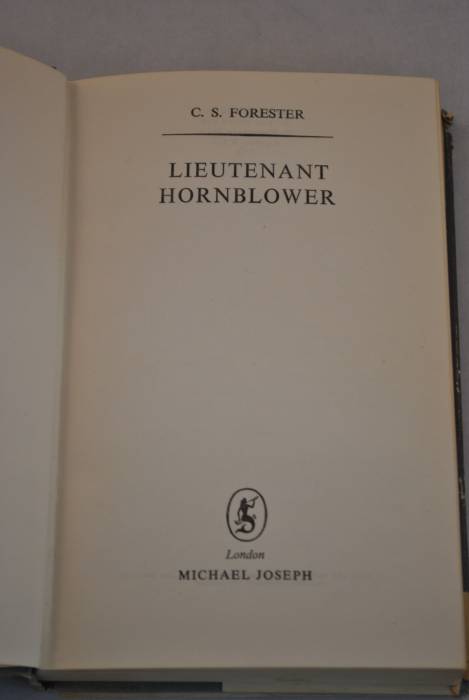 C. S. FORESTER
LIEUTENANT
HORNBLOWER
London
MICHAEL JOSEPH